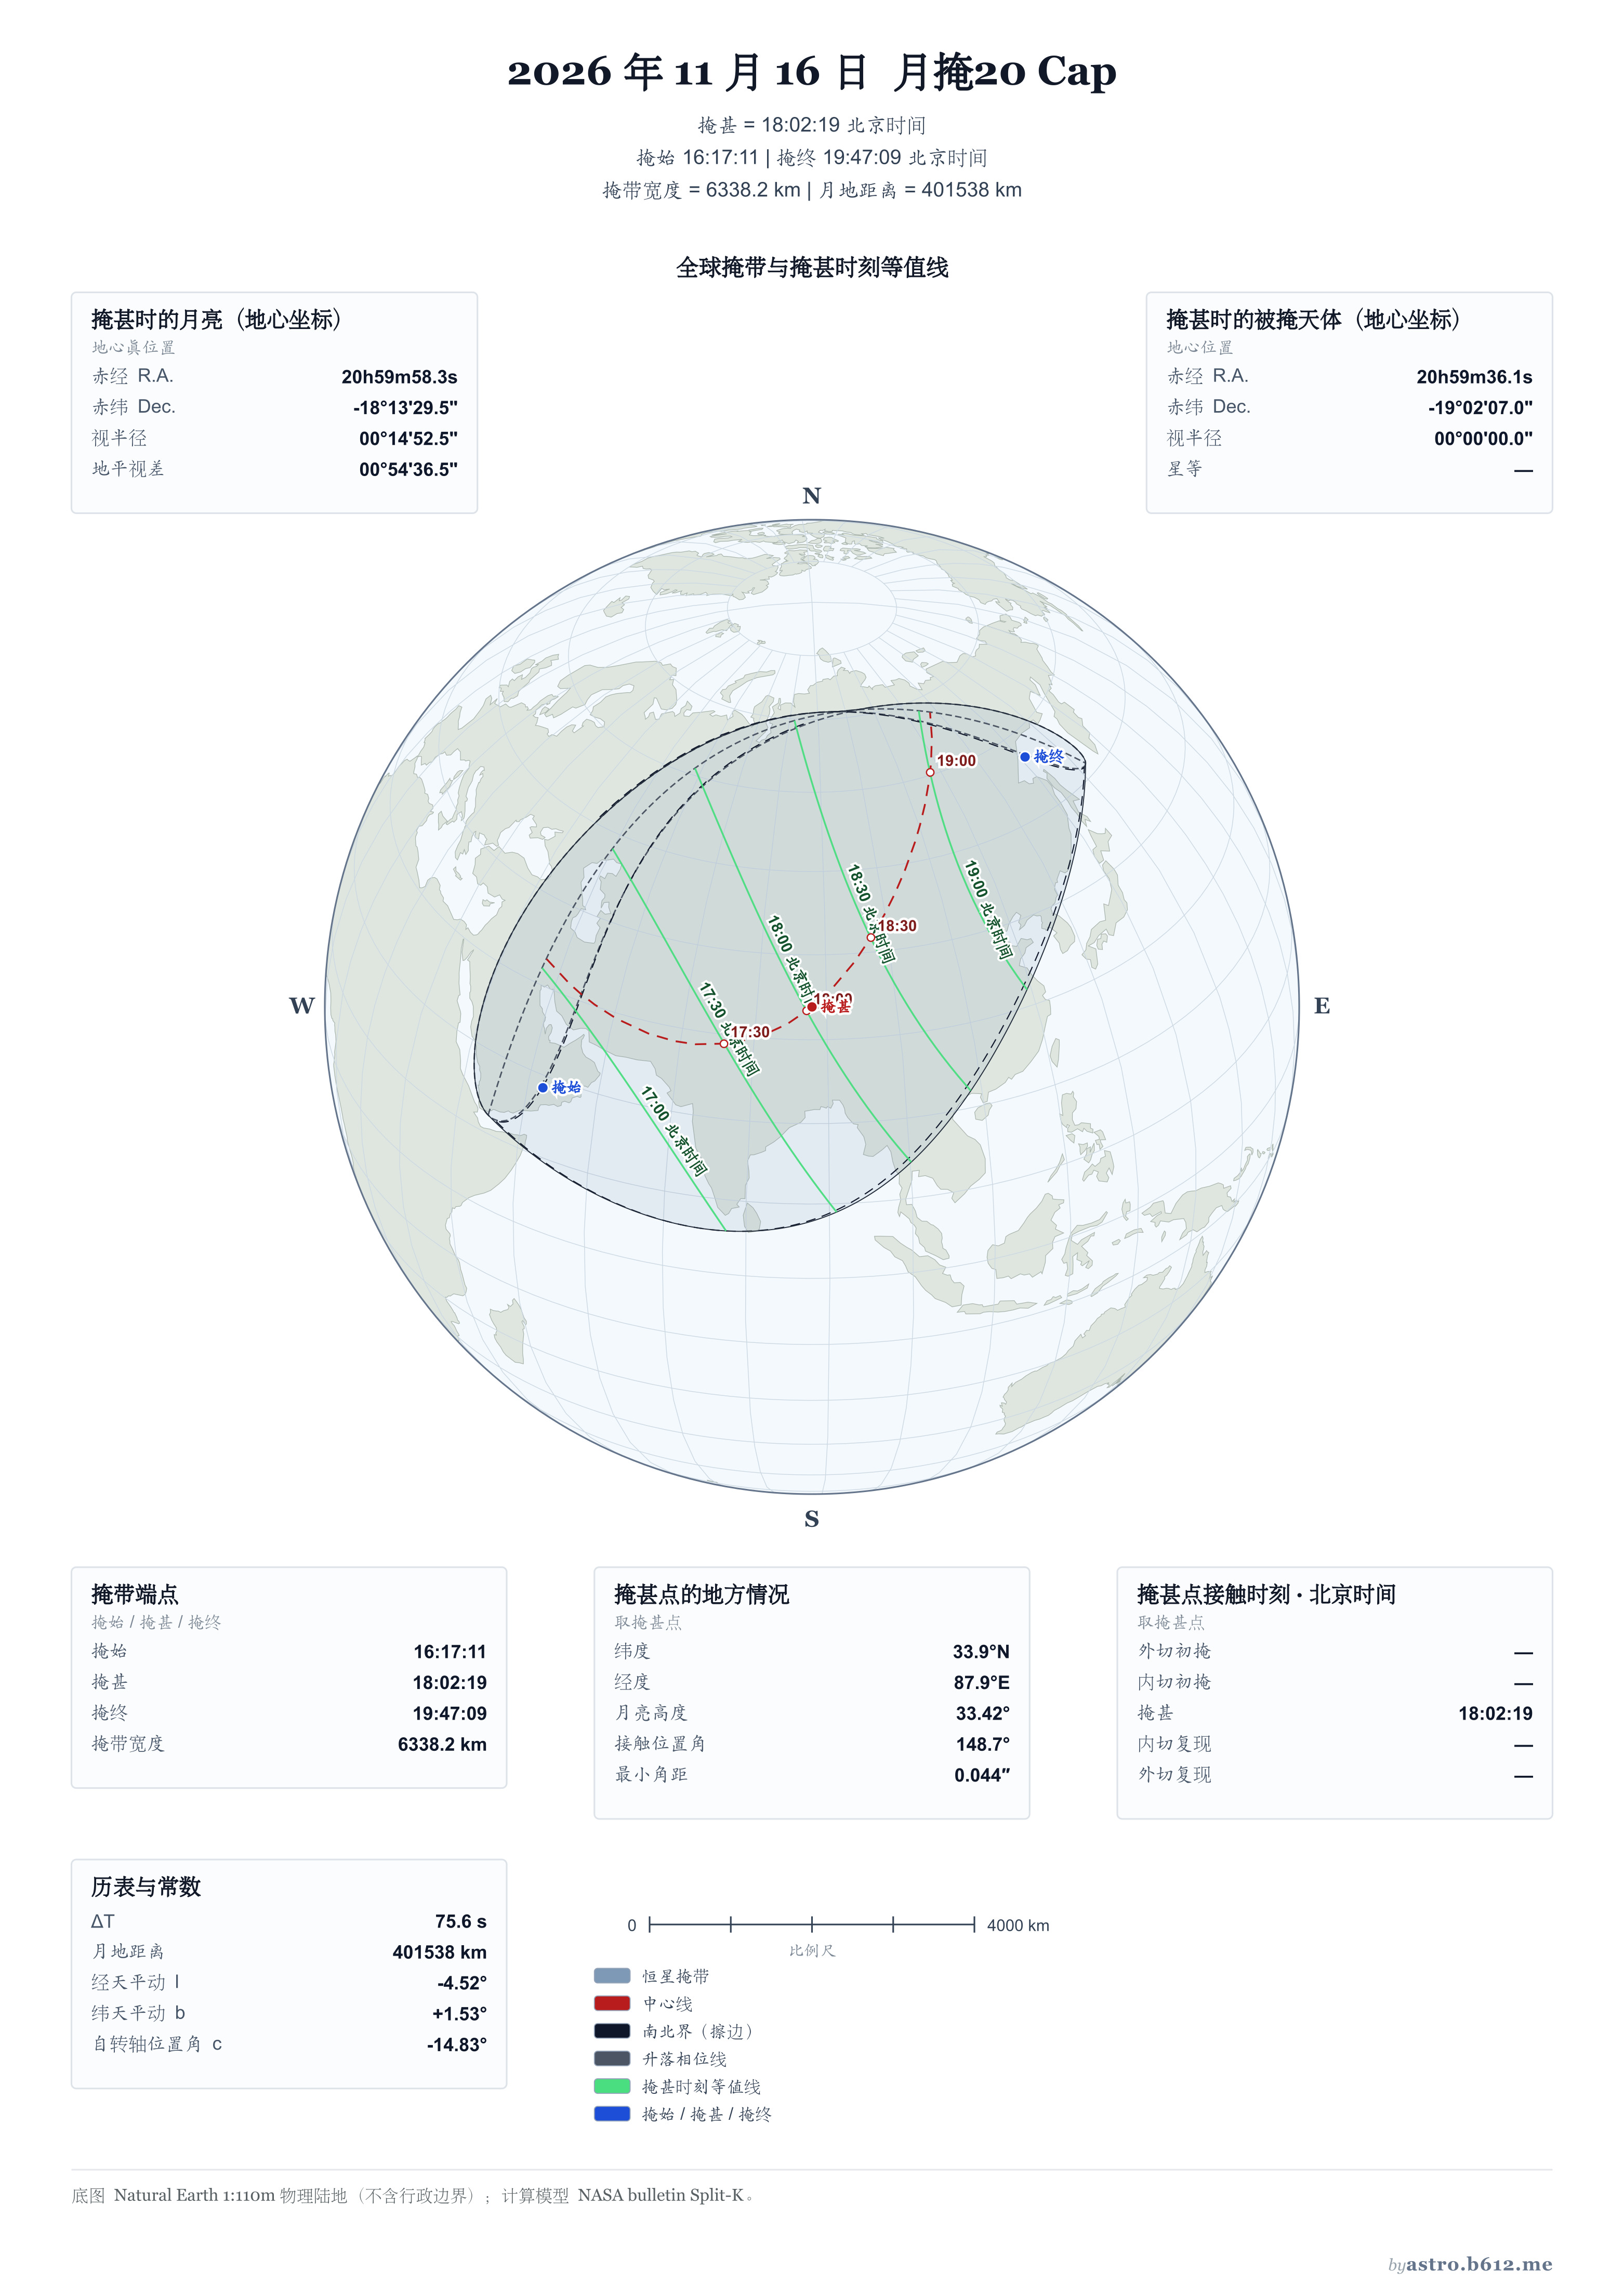 2026 年 11 月 16 日 月掩20 Cap
掩甚 = 18:02:19 北京时间
掩始 16:17:11 | 掩终 19:47:09 北京时间
掩带宽度 = 6338.2 km | 月地距离 = 401538 km
全球掩带与掩甚时刻等值线
掩甚时的月亮（地心坐标）
地心真位置
赤经 R.A. 20h59m58.3s
赤纬 Dec. -18°13'29.5"
视半径 00°14'52.5"
地平视差 00°54'36.5"
掩甚时的被掩天体（地心坐标）
地心位置
赤经 R.A. 20h59m36.1s
赤纬 Dec. -19°02'07.0"
视半径 00°00'00.0"
星等 —
N
掩终
19:00
19:00 北京时间
18:30 北京时间
18:30
18:00 北京时间
18:00
掩甚
W
E
17:30 北京时间
17:30
掩始
17:00 北京时间
S
掩带端点
掩始 / 掩甚 / 掩终
掩始 16:17:11
掩甚 18:02:19
掩终 19:47:09
掩带宽度 6338.2 km
掩甚点的地方情况
取掩甚点
纬度 33.9°N
经度 87.9°E
月亮高度 33.42°
接触位置角 148.7°
最小角距 0.044″
掩甚点接触时刻 · 北京时间
取掩甚点
外切初掩 —
内切初掩 —
掩甚 18:02:19
内切复现 —
外切复现 —
历表与常数
ΔT 75.6 s
月地距离 401538 km
经天平动 l -4.52°
纬天平动 b +1.53°
自转轴位置角 c -14.83°
0 4000 km
比例尺
恒星掩带
中心线
南北界（擦边）
升落相位线
掩甚时刻等值线
掩始 / 掩甚 / 掩终
底图 Natural Earth 1:110m 物理陆地（不含行政边界）；计算模型 NASA bulletin Split-K。
byastro.b612.me